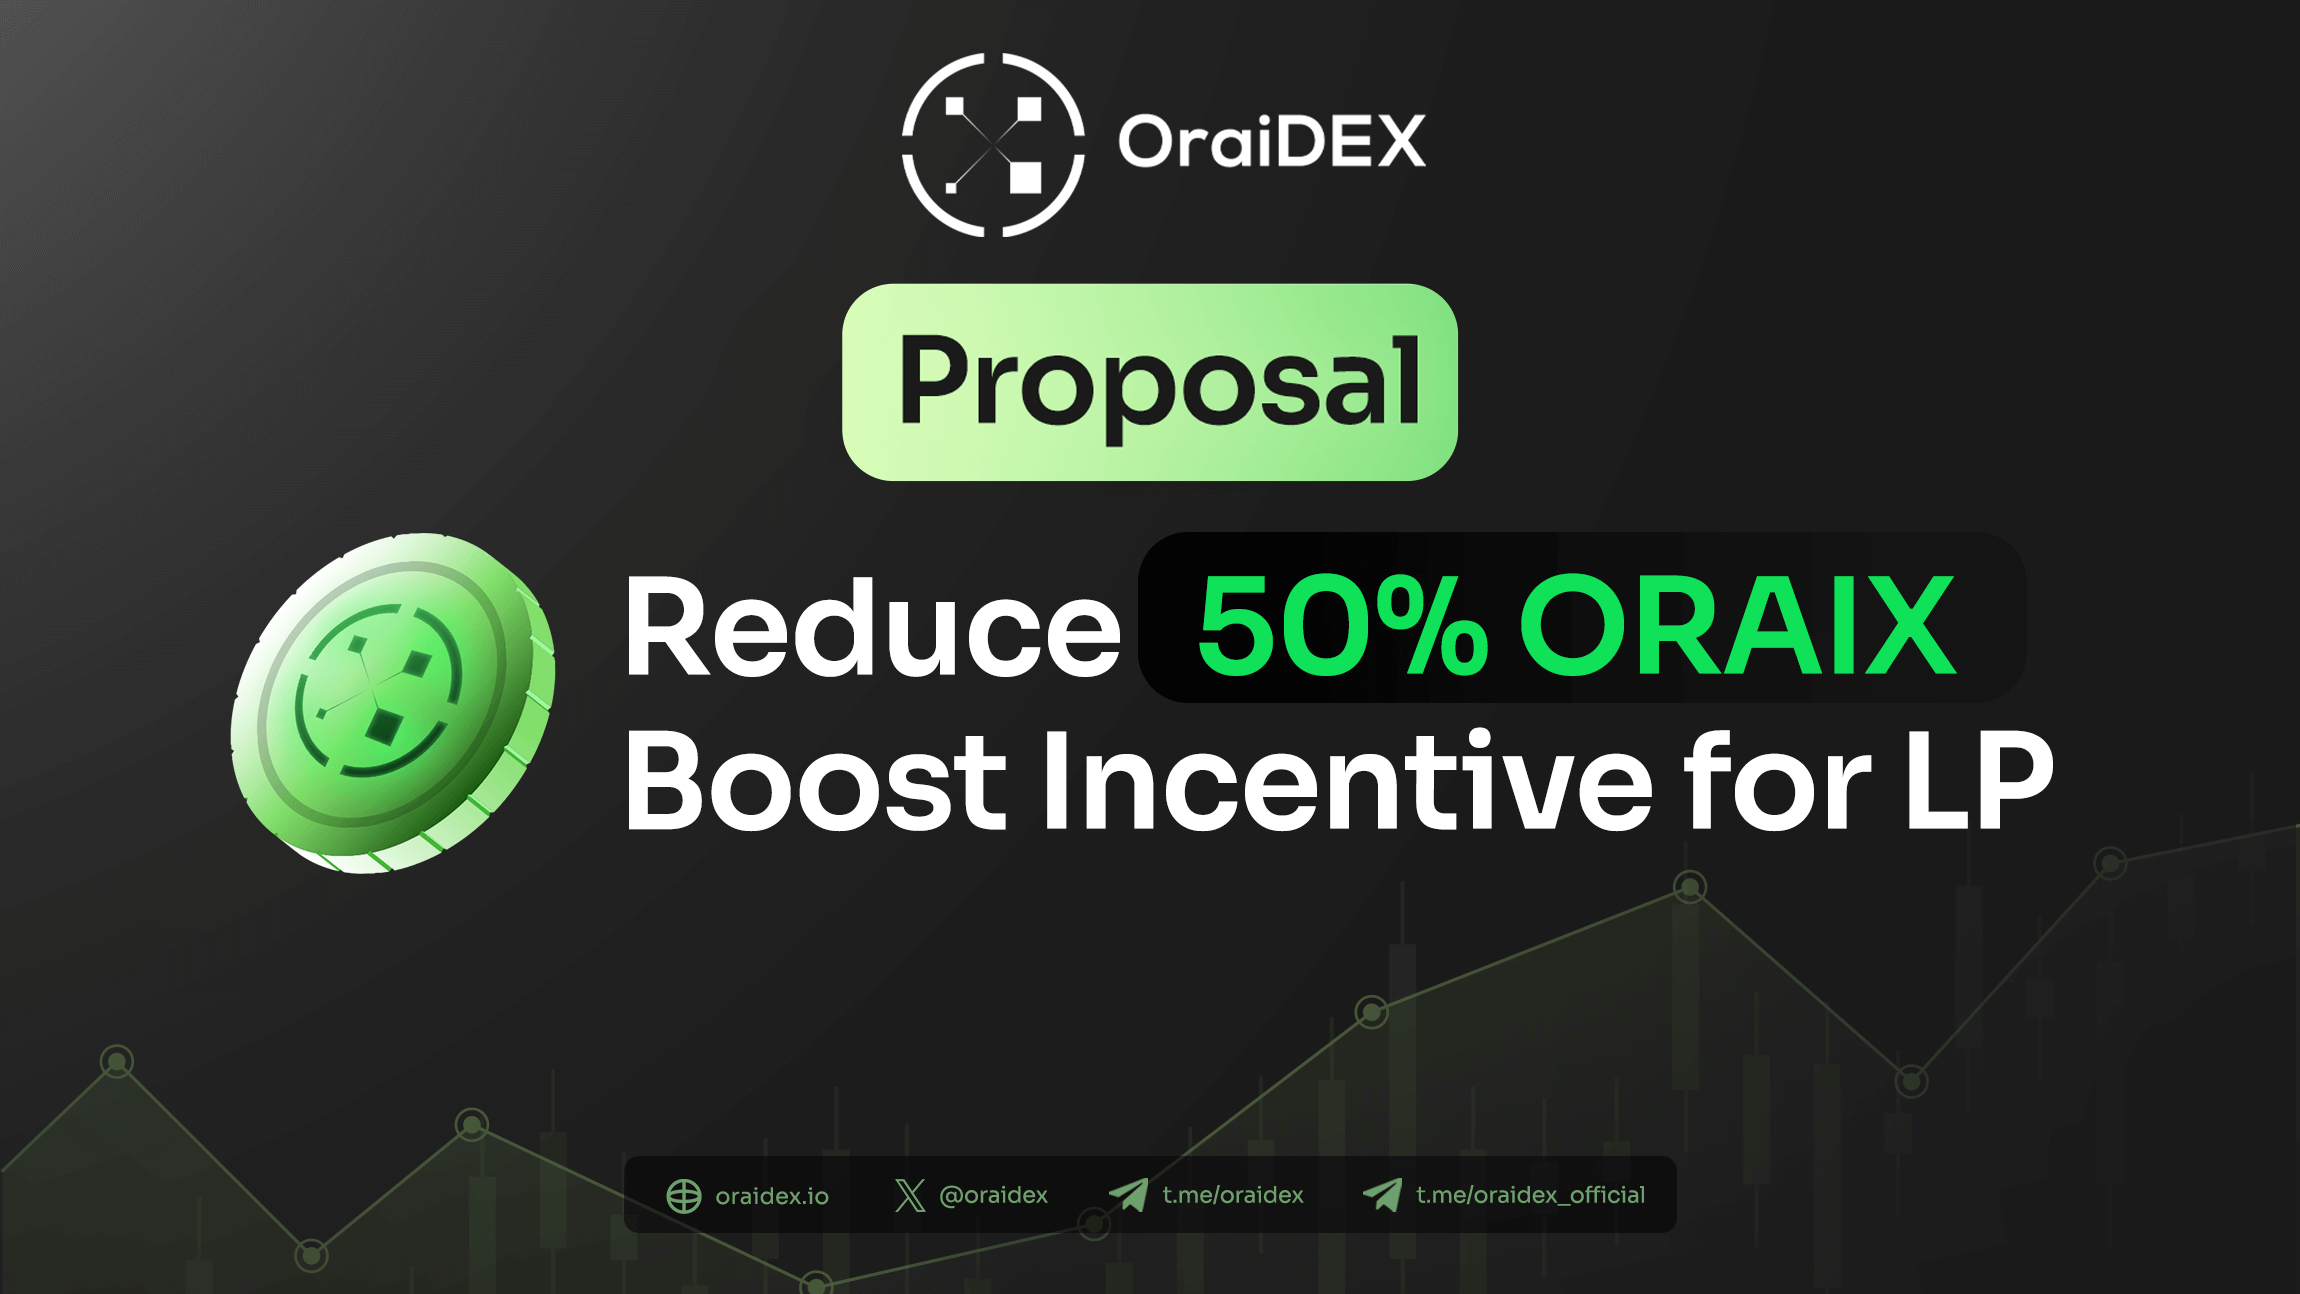 OraiDEX
Proposal
Reduce 50% ORAIX
Boost Incentive for LP
oraidex.io @oraidex t.me/oraidex t.me/oraidex_official